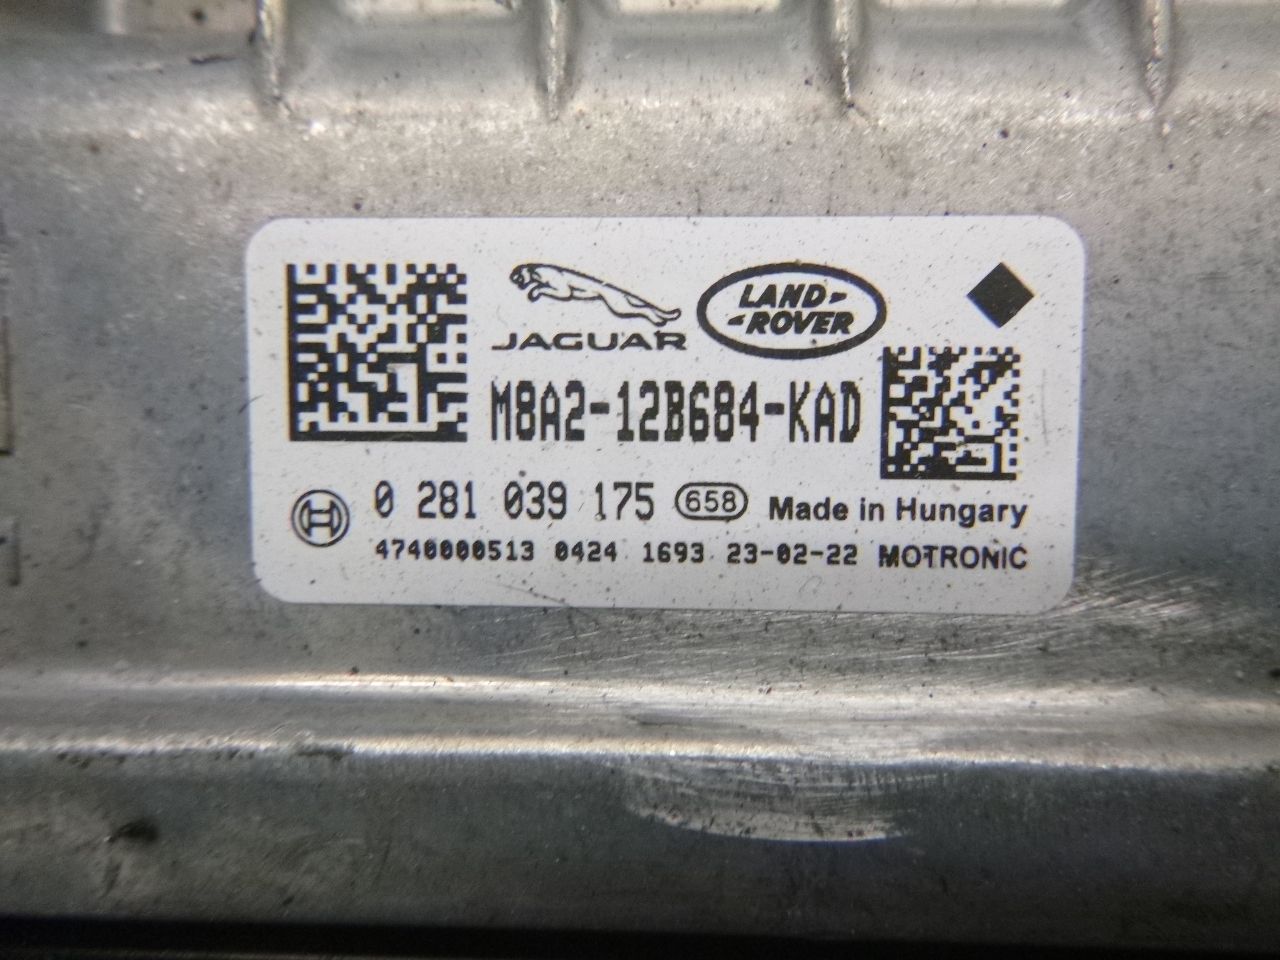 JAGUAR
LAND
ROVER
M8A2-12B684-KAD
0 281 039 175 658 Made in Hungary
4740000513 0424 1693 23-02-22 MOTRONIC